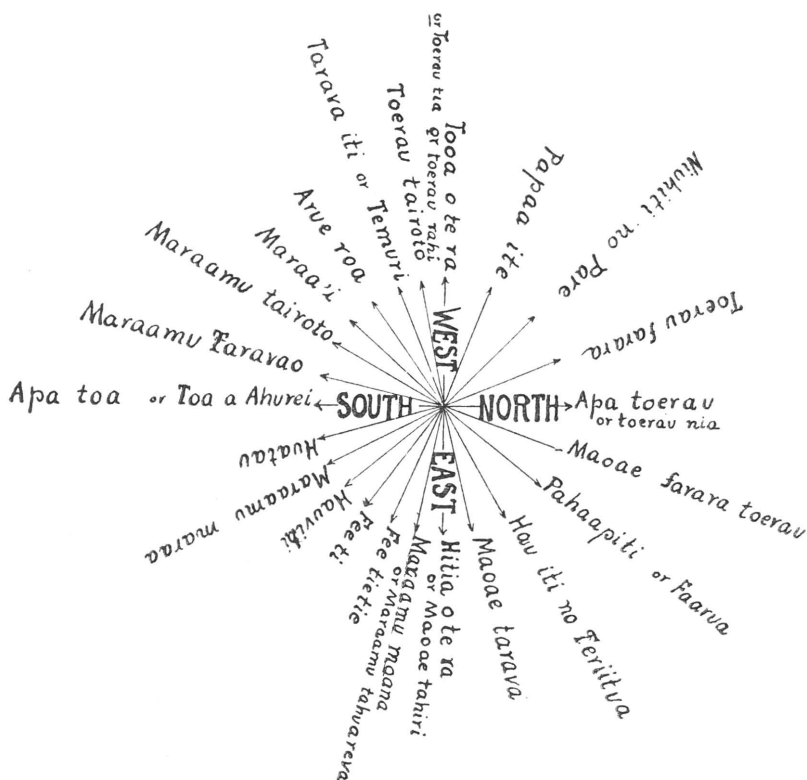 or Toerau tia
or toerau rahi
Tooa o te ra
Toerau tairoto
Tarava iti or Temuri
Arue roa
Maraa'i
Maraamu tairoto
Maraamu Taravao
Apa toa or Toa a Ahurei
Huatau
Maraamu maraa
Hauviti
Fee ti
Fee tietie
Maraamu moana
or Maraamu tahuareva
Hitia o te ra
or Maoae tahiri
Maoae tarava
Hau iti no Teriitua
Pahaapiti or Faarua
Maoae farara toerau
Apa toerau
or toerau nia
Toerau farara
Niuhiti no Pare
Papaa ite
WEST
SOUTH
NORTH
EAST